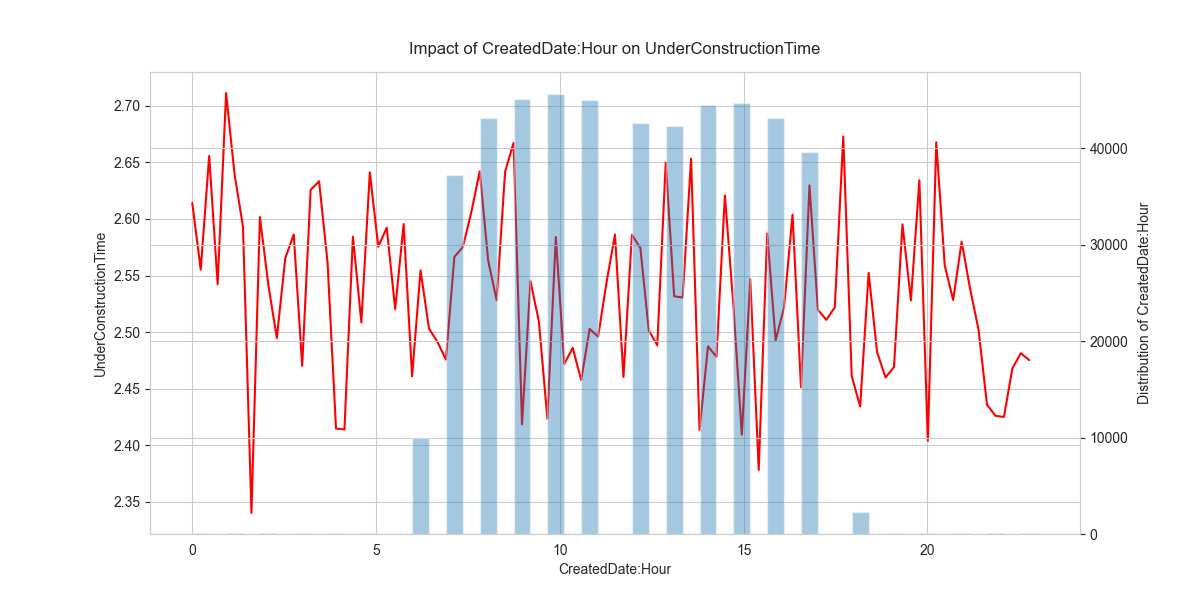 Impact of CreatedDate:Hour on UnderConstructionTime
2.70
2.65
2.60
2.55
2.50
2.45
2.40
2.35
UnderConstructionTime
40000
30000
20000
10000
0
Distribution of CreatedDate:Hour
0 5 10 15 20
CreatedDate:Hour